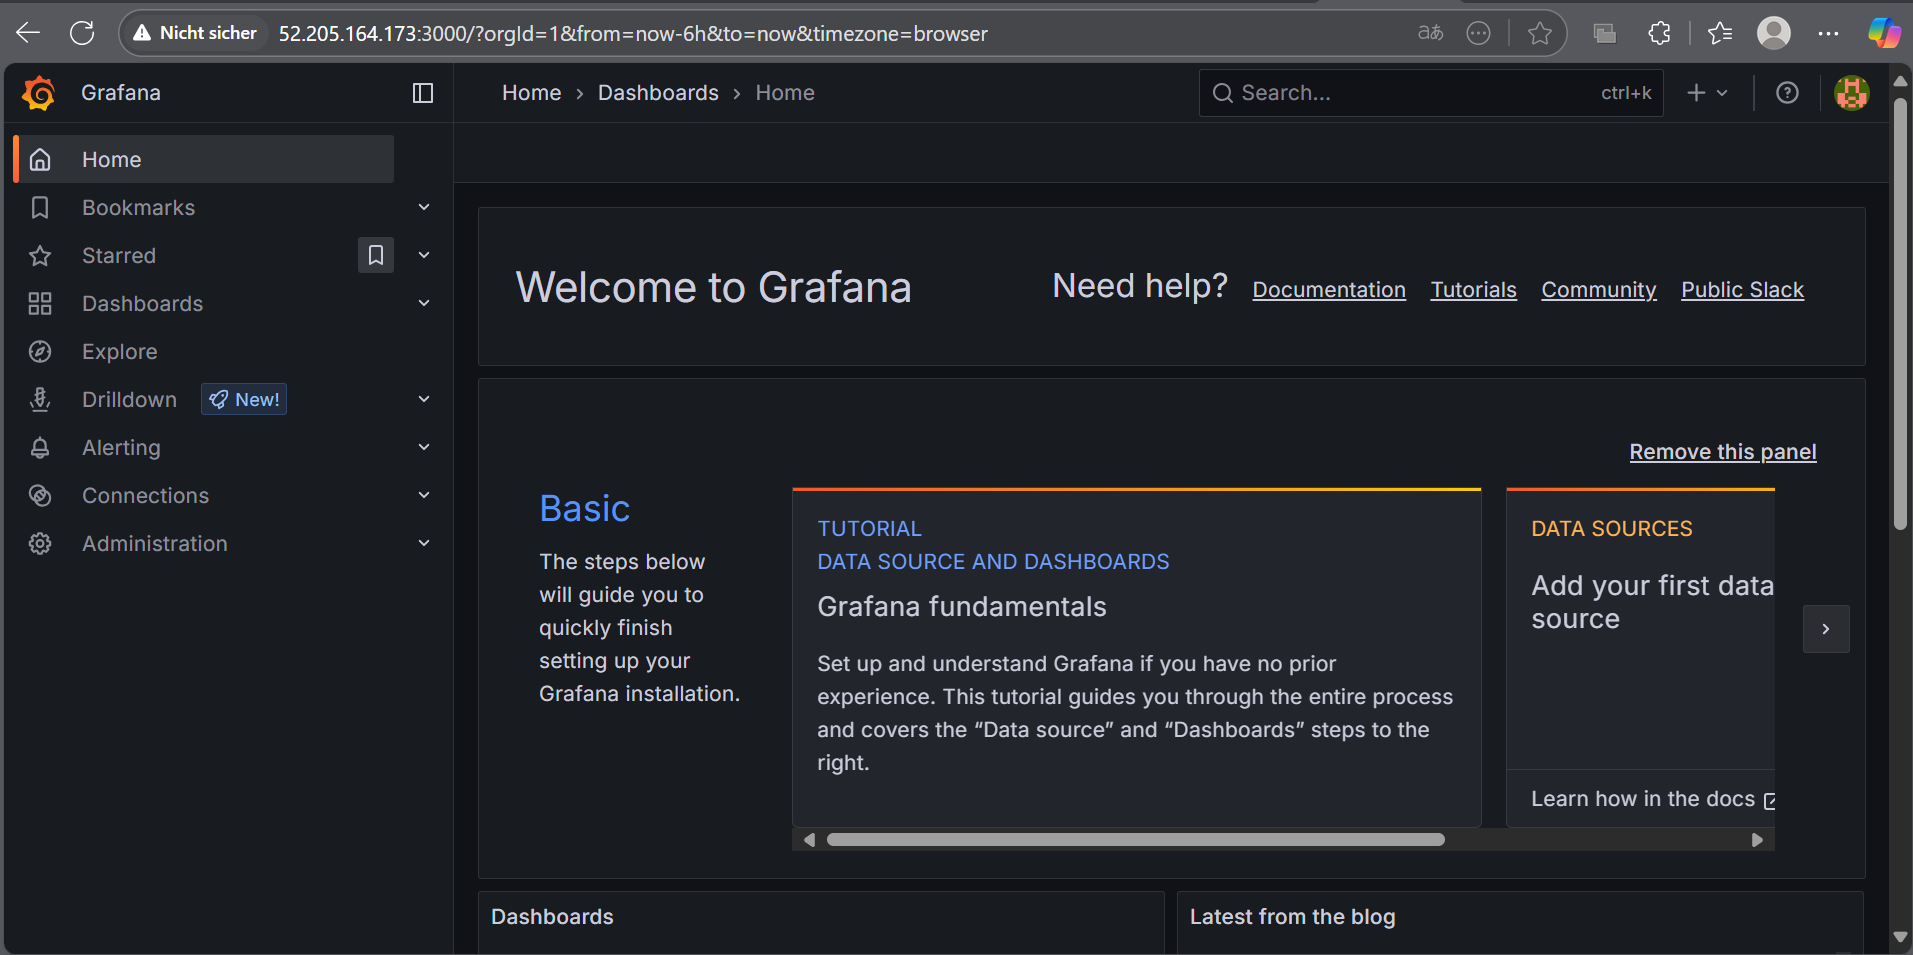 Nicht sicher
52.205.164.173:3000/?orgId=1&from=now-6h&to=now&timezone=browser
aあ
Grafana
Home › Dashboards › Home
Search...
ctrl+k
Home
Bookmarks
Starred
Dashboards
Explore
Drilldown
New!
Alerting
Connections
Administration
Welcome to Grafana
Need help?
Documentation
Tutorials
Community
Public Slack
Remove this panel
Basic
The steps below
will guide you to
quickly finish
setting up your
Grafana installation.
TUTORIAL
DATA SOURCE AND DASHBOARDS
Grafana fundamentals
Set up and understand Grafana if you have no prior
experience. This tutorial guides you through the entire process
and covers the “Data source” and “Dashboards” steps to the
right.
DATA SOURCES
Add your first data
source
Learn how in the docs
Dashboards
Latest from the blog